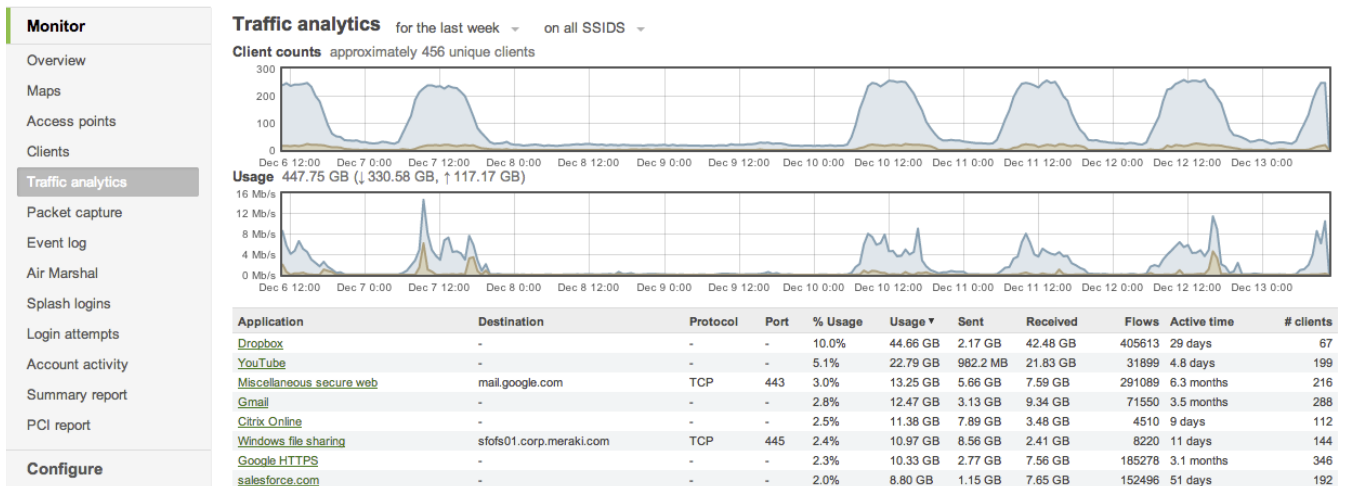 Monitor
Overview
Maps
Access points
Clients
Traffic analytics
Packet capture
Event log
Air Marshal
Splash logins
Login attempts
Account activity
Summary report
PCI report
Configure
Traffic analytics for the last week on all SSIDS
Client counts approximately 456 unique clients
300
200
100
0
Dec 6 12:00 Dec 7 0:00 Dec 7 12:00 Dec 8 0:00 Dec 8 12:00 Dec 9 0:00 Dec 9 12:00 Dec 10 0:00 Dec 10 12:00 Dec 11 0:00 Dec 11 12:00 Dec 12 0:00 Dec 12 12:00 Dec 13 0:00
Usage 447.75 GB (↓330.58 GB, ↑117.17 GB)
16 Mb/s
12 Mb/s
8 Mb/s
4 Mb/s
0 Mb/s
Dec 6 12:00 Dec 7 0:00 Dec 7 12:00 Dec 8 0:00 Dec 8 12:00 Dec 9 0:00 Dec 9 12:00 Dec 10 0:00 Dec 10 12:00 Dec 11 0:00 Dec 11 12:00 Dec 12 0:00 Dec 12 12:00 Dec 13 0:00
Application Destination Protocol Port % Usage Usage ▼ Sent Received Flows Active time # clients
Dropbox - - - 10.0% 44.66 GB 2.17 GB 42.48 GB 405613 29 days 67
YouTube - - - 5.1% 22.79 GB 982.2 MB 21.83 GB 31899 4.8 days 199
Miscellaneous secure web mail.google.com TCP 443 3.0% 13.25 GB 5.66 GB 7.59 GB 291089 6.3 months 216
Gmail - - - 2.8% 12.47 GB 3.13 GB 9.34 GB 71550 3.5 months 288
Citrix Online - - - 2.5% 11.38 GB 7.89 GB 3.48 GB 4510 9 days 112
Windows file sharing sfofs01.corp.meraki.com TCP 445 2.4% 10.97 GB 8.56 GB 2.41 GB 8220 11 days 144
Google HTTPS - - - 2.3% 10.33 GB 2.77 GB 7.56 GB 185278 3.1 months 346
salesforce.com - - - 2.0% 8.80 GB 1.15 GB 7.65 GB 152496 51 days 192